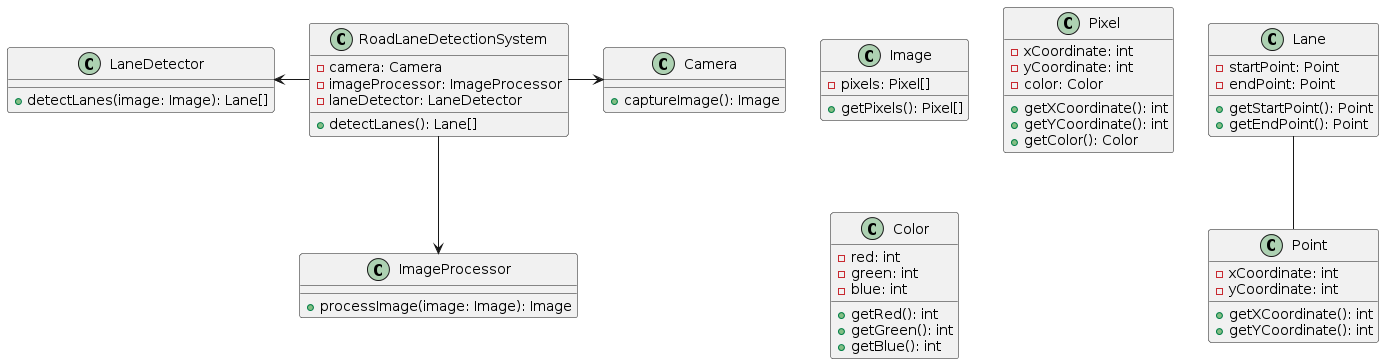 LaneDetector
detectLanes(image: Image): Lane[]
RoadLaneDetectionSystem
camera: Camera
imageProcessor: ImageProcessor
laneDetector: LaneDetector
detectLanes(): Lane[]
Camera
captureImage(): Image
Image
pixels: Pixel[]
getPixels(): Pixel[]
Pixel
xCoordinate: int
yCoordinate: int
color: Color
getXCoordinate(): int
getYCoordinate(): int
getColor(): Color
Lane
startPoint: Point
endPoint: Point
getStartPoint(): Point
getEndPoint(): Point
ImageProcessor
processImage(image: Image): Image
Color
red: int
green: int
blue: int
getRed(): int
getGreen(): int
getBlue(): int
Point
xCoordinate: int
yCoordinate: int
getXCoordinate(): int
getYCoordinate(): int